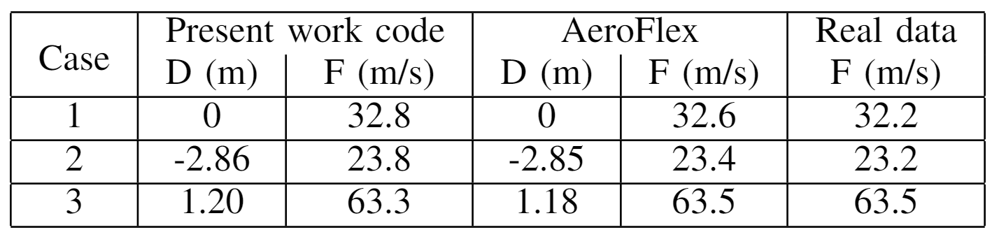 Case Present work code AeroFlex Real data
D (m) F (m/s) D (m) F (m/s) F (m/s)
1 0 32.8 0 32.6 32.2
2 -2.86 23.8 -2.85 23.4 23.2
3 1.20 63.3 1.18 63.5 63.5